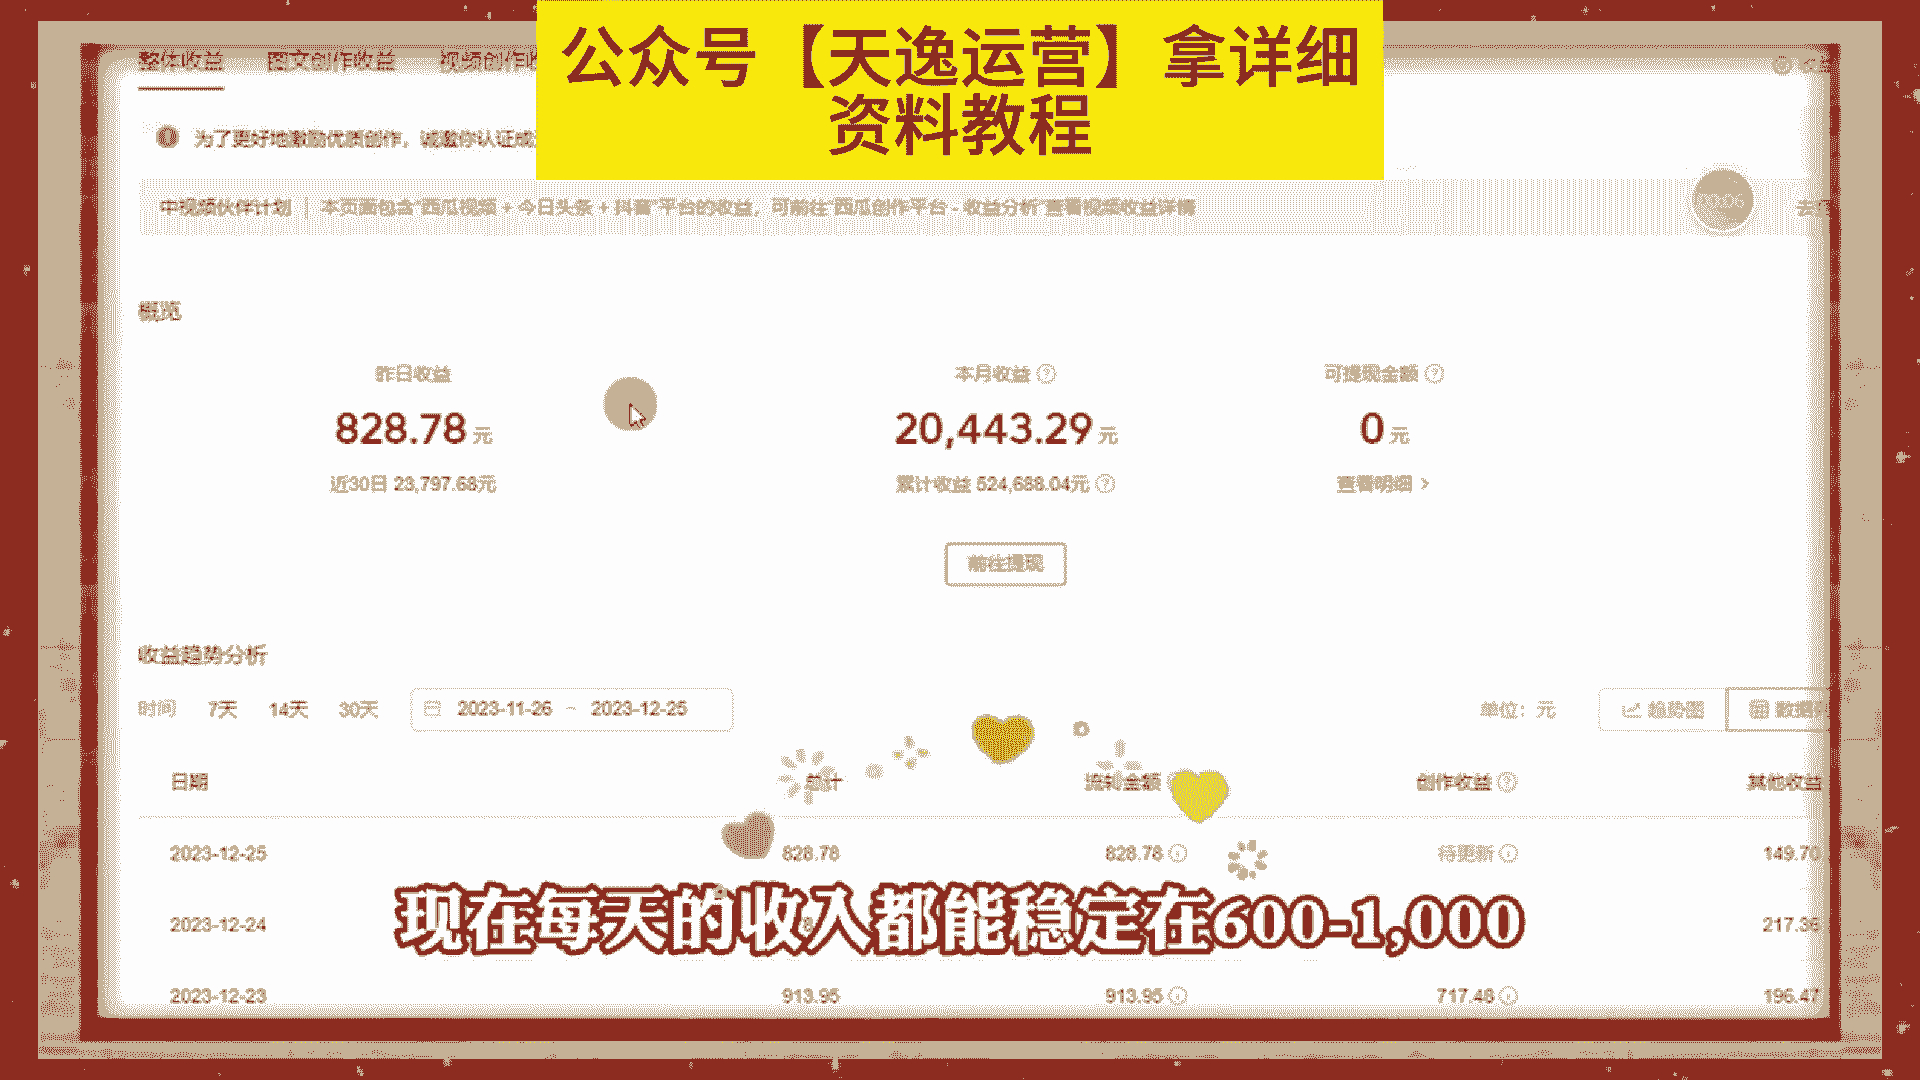 公众号【天逸运营】拿详细
资料教程
整体收益 图文创作收益 视频创作收
为了更好地激励优质创作，诚邀你认证成
中视频伙伴计划 | 本页面包含"西瓜视频 + 今日头条 + 抖音"平台的收益，可前往"西瓜创作平台 - 收益分析"查看视频收益详情
概览
昨日收益 本月收益 可提现金额
828.78 元 20,443.29 元 0 元
近30日 23,797.68元 累计收益 524,688.04元 查看明细 >
前往提现
收益趋势分析
时间 7天 14天 30天 2023-11-26 ~ 2023-12-25 单位：元 趋势图
日期 总计 创作收益 其他收益
2023-12-25 828.78 828.78 待更新 149.70
现在每天的收入都能稳定在600-1,000
2023-12-24
2023-12-23 913.95 913.95 717.48 196.47